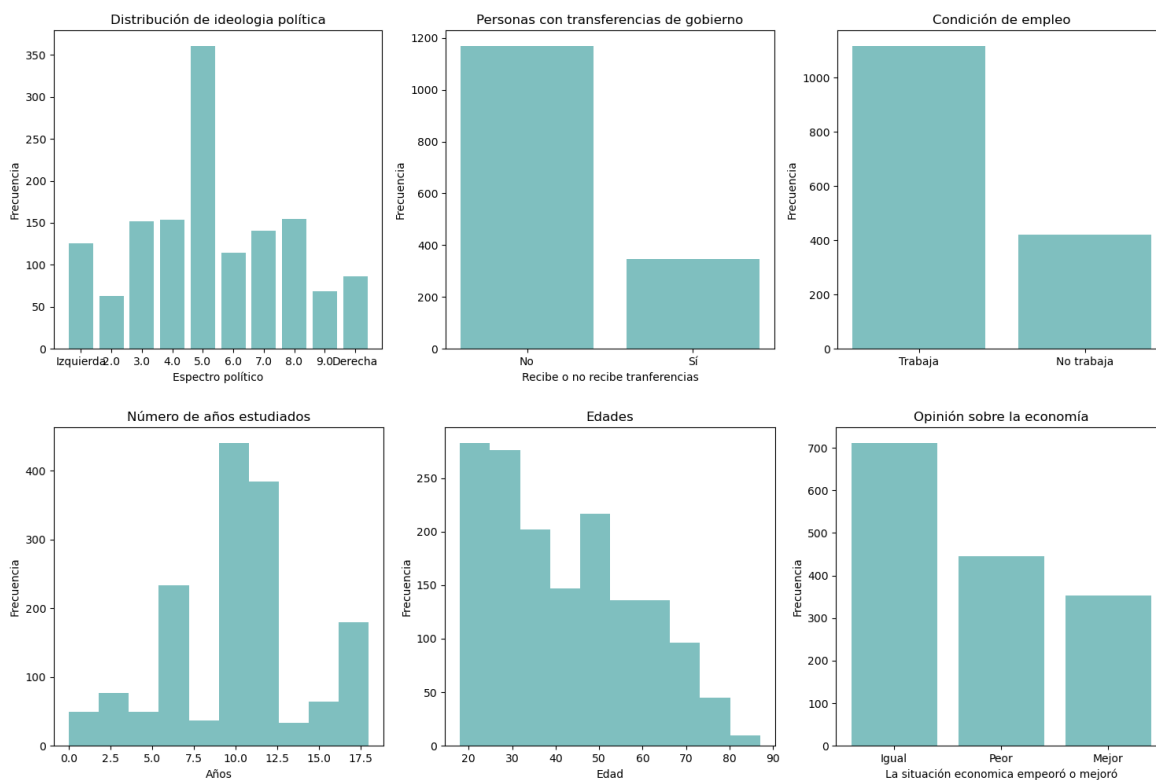 Distribución de ideologia política
350
300
250
200
150
100
50
0
Frecuencia
Izquierda 2.0 3.0 4.0 5.0 6.0 7.0 8.0 9.0 Derecha
Espectro político
Personas con transferencias de gobierno
1200
1000
800
600
400
200
0
Frecuencia
No Sí
Recibe o no recibe tranferencias
Condición de empleo
1000
800
600
400
200
0
Frecuencia
Trabaja No trabaja
Número de años estudiados
400
300
200
100
0
Frecuencia
0.0 2.5 5.0 7.5 10.0 12.5 15.0 17.5
Años
Edades
250
200
150
100
50
0
Frecuencia
20 30 40 50 60 70 80 90
Edad
Opinión sobre la economía
700
600
500
400
300
200
100
0
Frecuencia
Igual Peor Mejor
La situación economica empeoró o mejoró